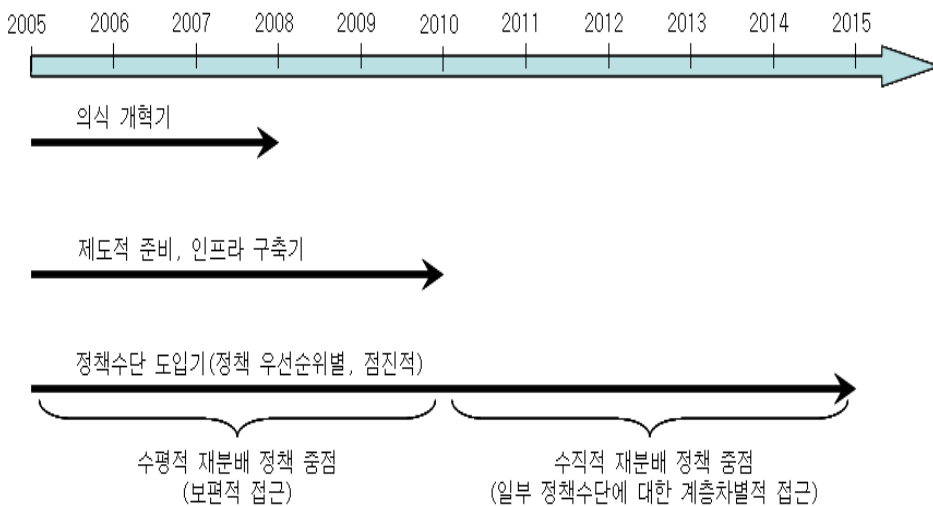 2005 2006 2007 2008 2009 2010 2011 2012 2013 2014 2015
의식 개혁기
제도적 준비, 인프라 구축기
정책수단 도입기(정책 우선순위별, 점진적)
수평적 재분배 정책 중점
(보편적 접근)
수직적 재분배 정책 중점
(일부 정책수단에 대한 계층차별적 접근)